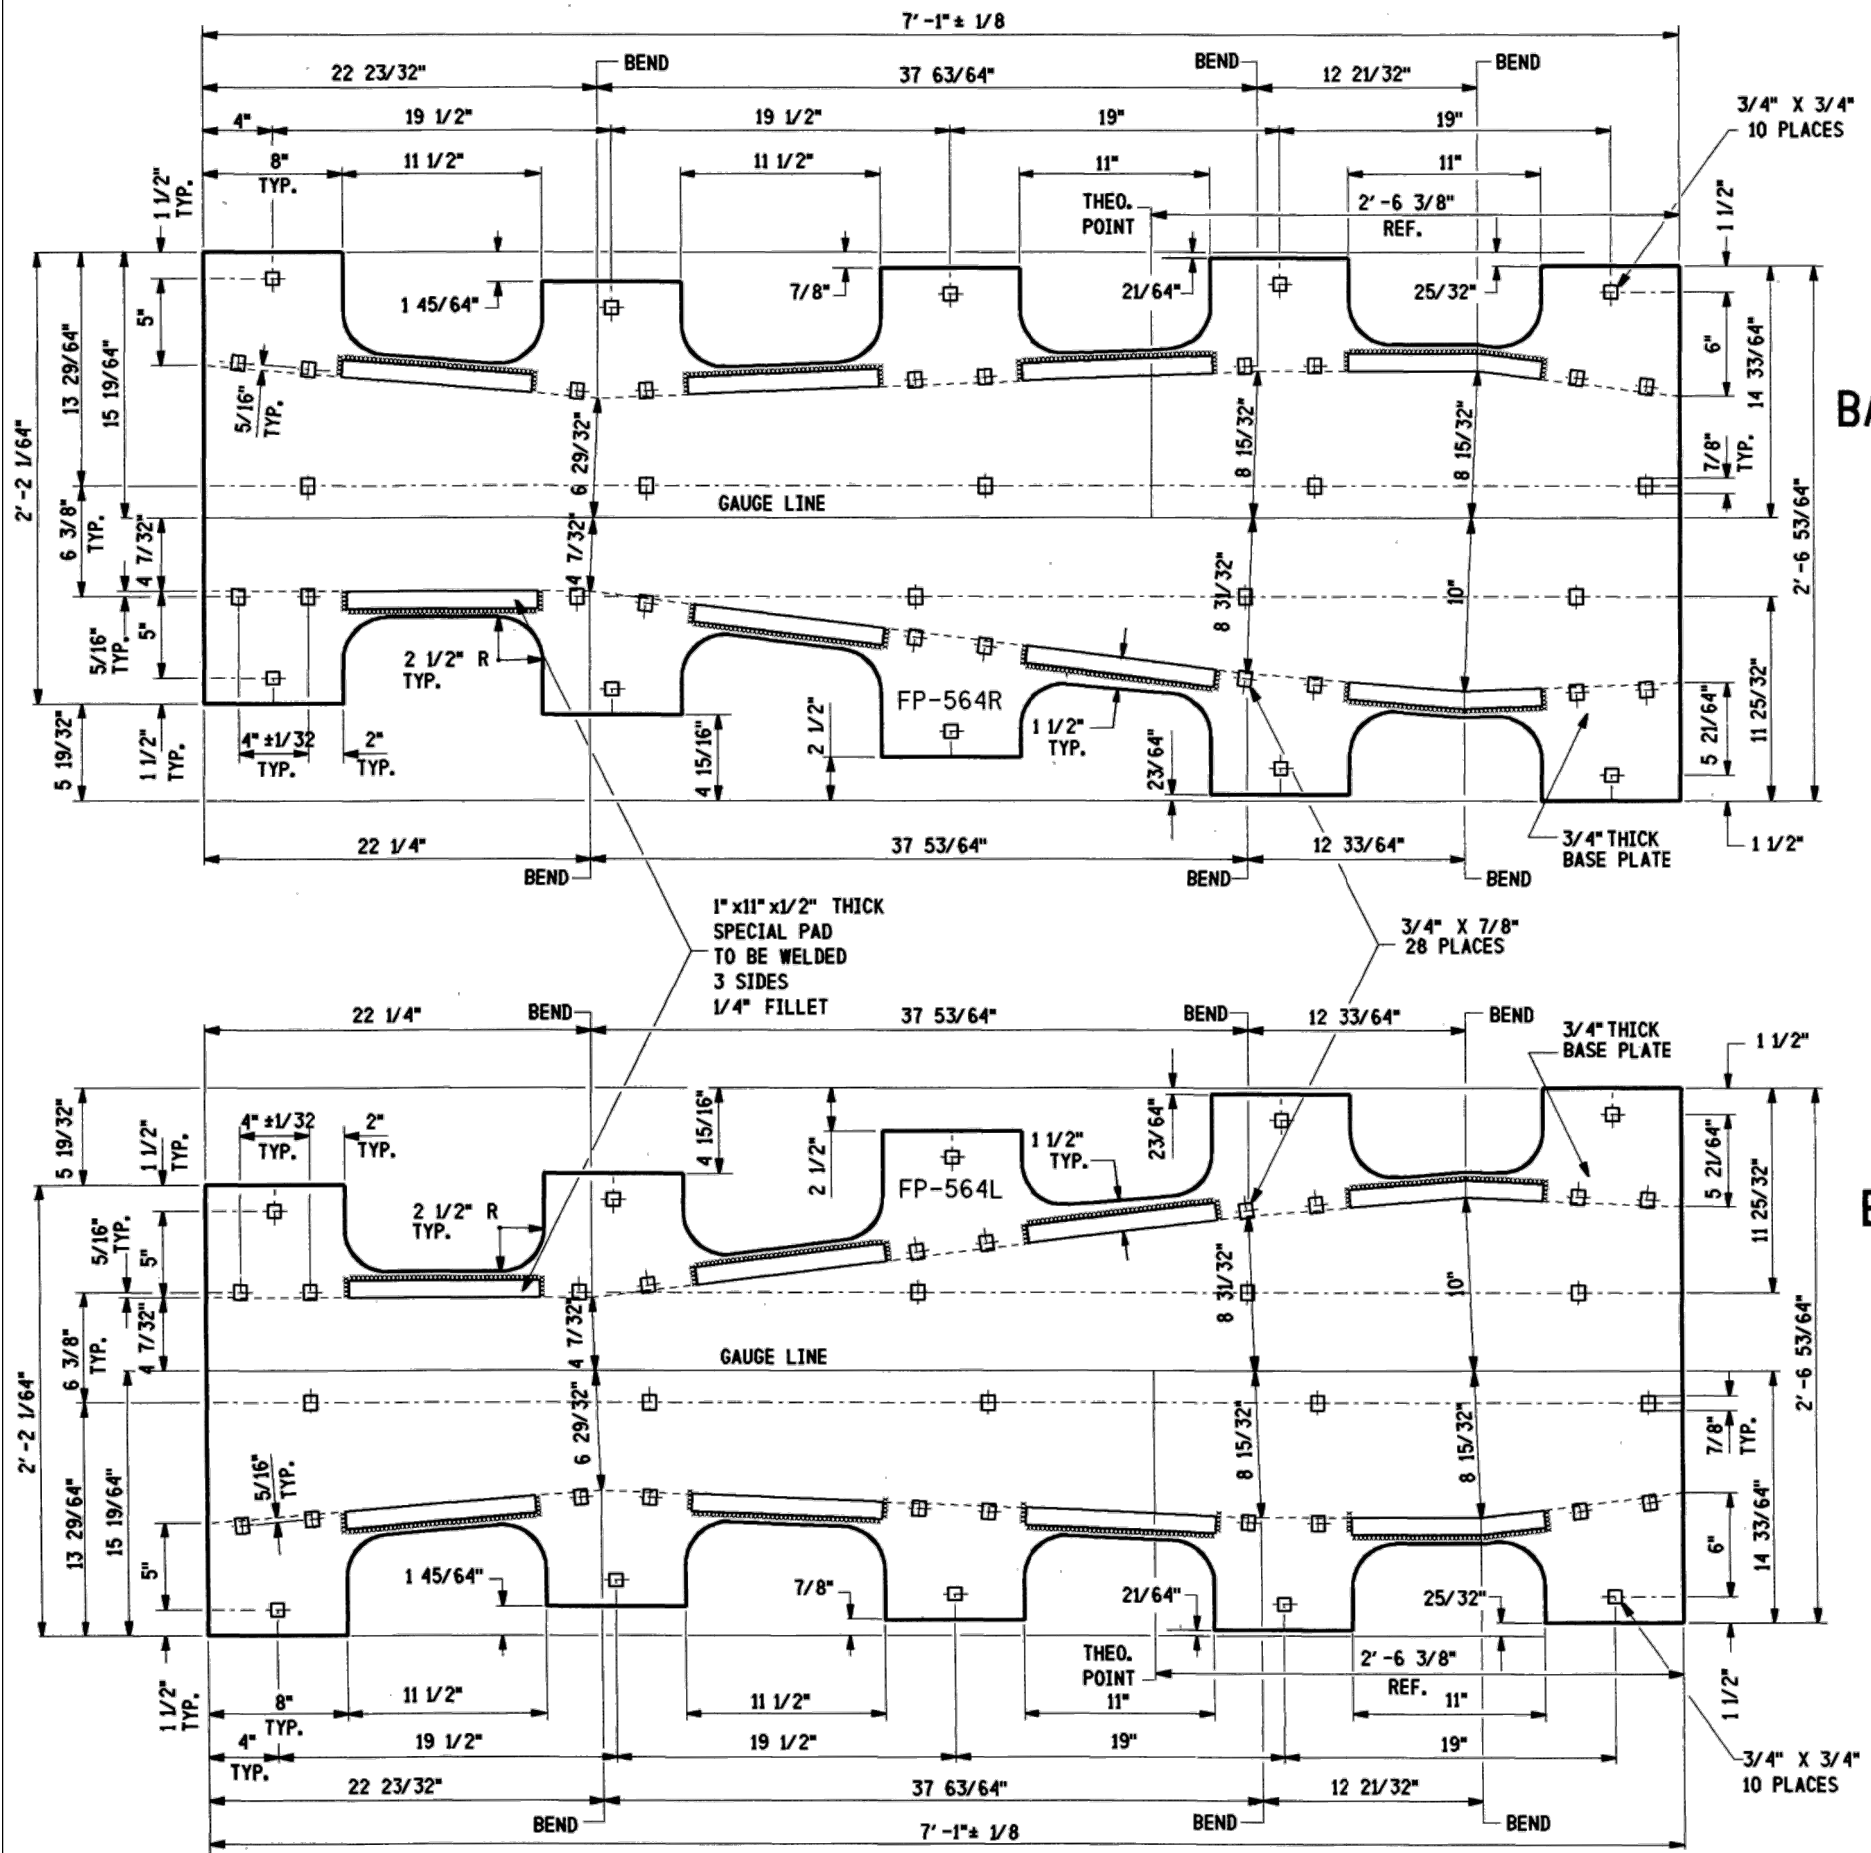 7'-1"± 1/8
22 23/32"
BEND
37 63/64"
BEND
12 21/32"
BEND
4"
19 1/2"
19 1/2"
19"
19"
3/4" X 3/4"
10 PLACES
1 1/2"
TYP.
8"
TYP.
11 1/2"
11 1/2"
11"
11"
THEO.
POINT
2'-6 3/8"
REF.
1 1/2"
1 45/64"
7/8"
21/64"
25/32"
2'-2 1/64"
13 29/64"
15 19/64"
5"
5/16"
TYP.
6 29/32"
8 15/32"
8 15/32"
6"
14 33/64"
7/8"
TYP.
BA
GAUGE LINE
6 3/8"
TYP.
4 7/32"
4 7/32"
8 31/32"
10"
2'-6 53/64"
5/16"
TYP.
5"
2 1/2" R
TYP.
FP-564R
1 1/2"
TYP.
5 21/64"
11 25/32"
5 19/32"
1 1/2"
TYP.
4" ±1/32
TYP.
2"
TYP.
4 15/16"
2 1/2"
23/64"
22 1/4"
BEND
37 53/64"
BEND
12 33/64"
BEND
3/4" THICK
BASE PLATE
1 1/2"
1" x11" x1/2" THICK
SPECIAL PAD
TO BE WELDED
3 SIDES
1/4" FILLET
3/4" X 7/8"
28 PLACES
22 1/4"
BEND
37 53/64"
BEND
12 33/64"
BEND
3/4" THICK
BASE PLATE
1 1/2"
5 19/32"
1 1/2"
TYP.
4" ±1/32
TYP.
2"
TYP.
4 15/16"
2 1/2"
23/64"
1 1/2"
TYP.
FP-564L
2 1/2" R
TYP.
5 21/64"
11 25/32"
5/16"
TYP.
5"
6 3/8"
TYP.
4 7/32"
4 7/32"
8 31/32"
10"
2'-6 53/64"
GAUGE LINE
2'-2 1/64"
13 29/64"
15 19/64"
5/16"
TYP.
6 29/32"
8 15/32"
8 15/32"
7/8"
TYP.
5"
6"
14 33/64"
1 45/64"
7/8"
21/64"
25/32"
THEO.
POINT
2'-6 3/8"
REF.
1 1/2"
TYP.
8"
TYP.
11 1/2"
11 1/2"
11"
11"
1 1/2"
4"
TYP.
19 1/2"
19 1/2"
19"
19"
3/4" X 3/4"
10 PLACES
22 23/32"
BEND
37 63/64"
BEND
12 21/32"
BEND
7'-1"± 1/8